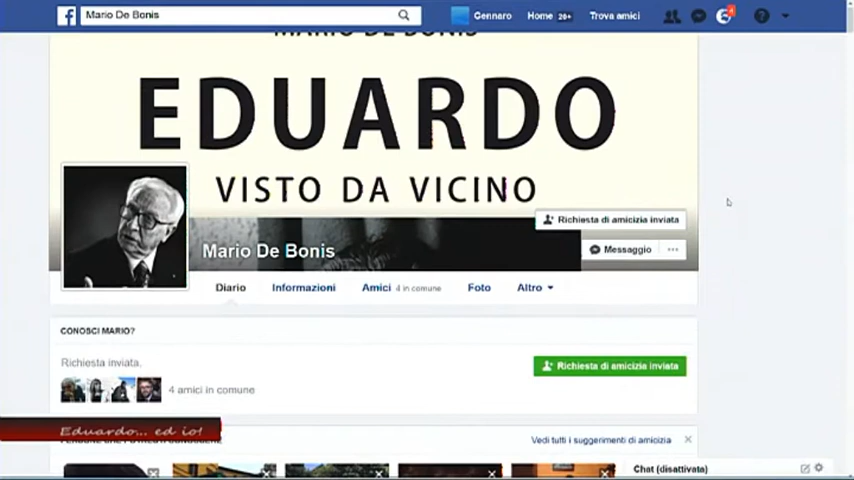 Mario De Bonis
Gennaro
Home 20+
Trova amici
4
MARIO DE BONIS
EDUARDO
VISTO DA VICINO
Richiesta di amicizia inviata
Mario De Bonis
Messaggio
Diario
Informazioni
Amici 4 in comune
Foto
Altro
CONOSCI MARIO?
Richiesta inviata.
Richiesta di amicizia inviata
4 amici in comune
Eduardo... ed io!
Vedi tutti i suggerimenti di amicizia
Chat (disattivata)